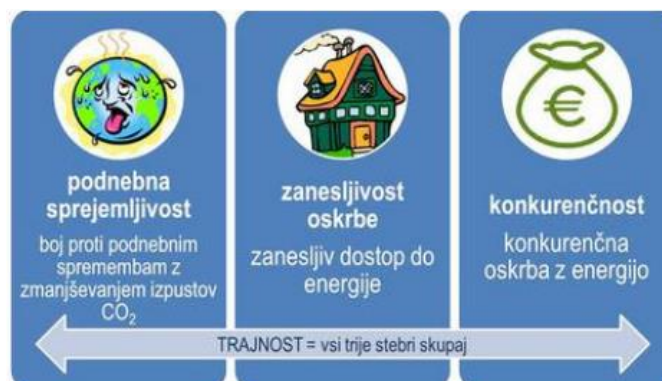 podnebna
sprejemljivost
boj proti podnebnim
spremembam z
zmanjševanjem izpustov
CO₂
zanesljivost
oskrbe
zanesljiv dostop do
energije
€
konkurenčnost
konkurenčna
oskrba z energijo
TRAJNOST = vsi trije stebri skupaj